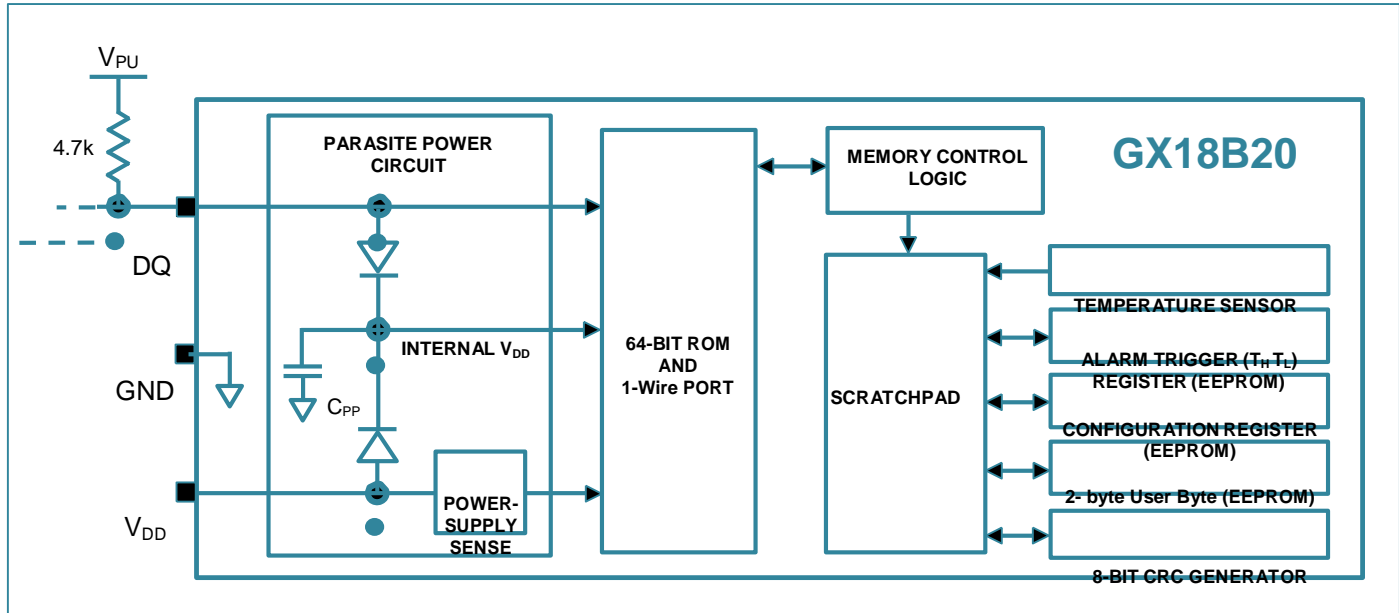 VPU
4.7k
DQ
GND
VDD
PARASITE POWER
CIRCUIT
INTERNAL VDD
CPP
POWER-
SUPPLY
SENSE
64-BIT ROM
AND
1-Wire PORT
MEMORY CONTROL
LOGIC
GX18B20
SCRATCHPAD
TEMPERATURE SENSOR
ALARM TRIGGER (TH TL)
REGISTER (EEPROM)
CONFIGURATION REGISTER
(EEPROM)
2- byte User Byte (EEPROM)
8-BIT CRC GENERATOR